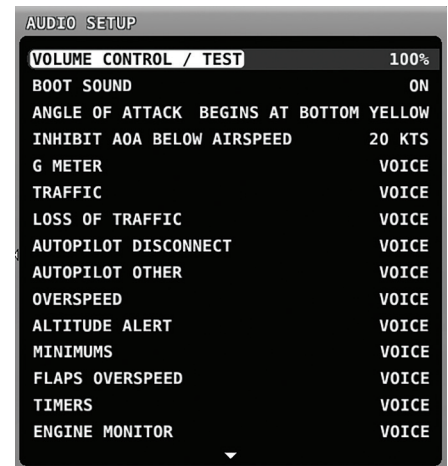 AUDIO SETUP
VOLUME CONTROL / TEST 100%
BOOT SOUND ON
ANGLE OF ATTACK BEGINS AT BOTTOM YELLOW
INHIBIT AOA BELOW AIRSPEED 20 KTS
G METER VOICE
TRAFFIC VOICE
LOSS OF TRAFFIC VOICE
AUTOPILOT DISCONNECT VOICE
AUTOPILOT OTHER VOICE
OVERSPEED VOICE
ALTITUDE ALERT VOICE
MINIMUMS VOICE
FLAPS OVERSPEED VOICE
TIMERS VOICE
ENGINE MONITOR VOICE